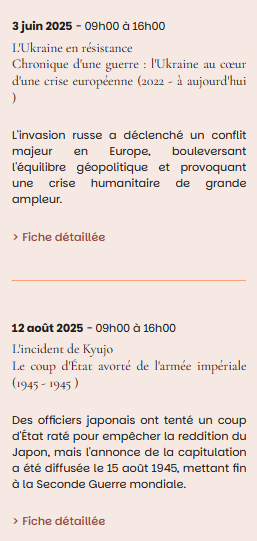 3 juin 2025 - 09h00 à 16h00
L'Ukraine en résistance
Chronique d'une guerre : l'Ukraine au cœur
d'une crise européenne (2022 - à aujourd'hui
)
L'invasion russe a déclenché un conflit
majeur en Europe, bouleversant
l'équilibre géopolitique et provoquant
une crise humanitaire de grande
ampleur.
> Fiche détaillée
12 août 2025 - 09h00 à 16h00
L'incident de Kyujo
Le coup d'État avorté de l'armée impériale
(1945 - 1945 )
Des officiers japonais ont tenté un coup
d'État raté pour empêcher la reddition du
Japon, mais l'annonce de la capitulation
a été diffusée le 15 août 1945, mettant fin
à la Seconde Guerre mondiale.
> Fiche détaillée